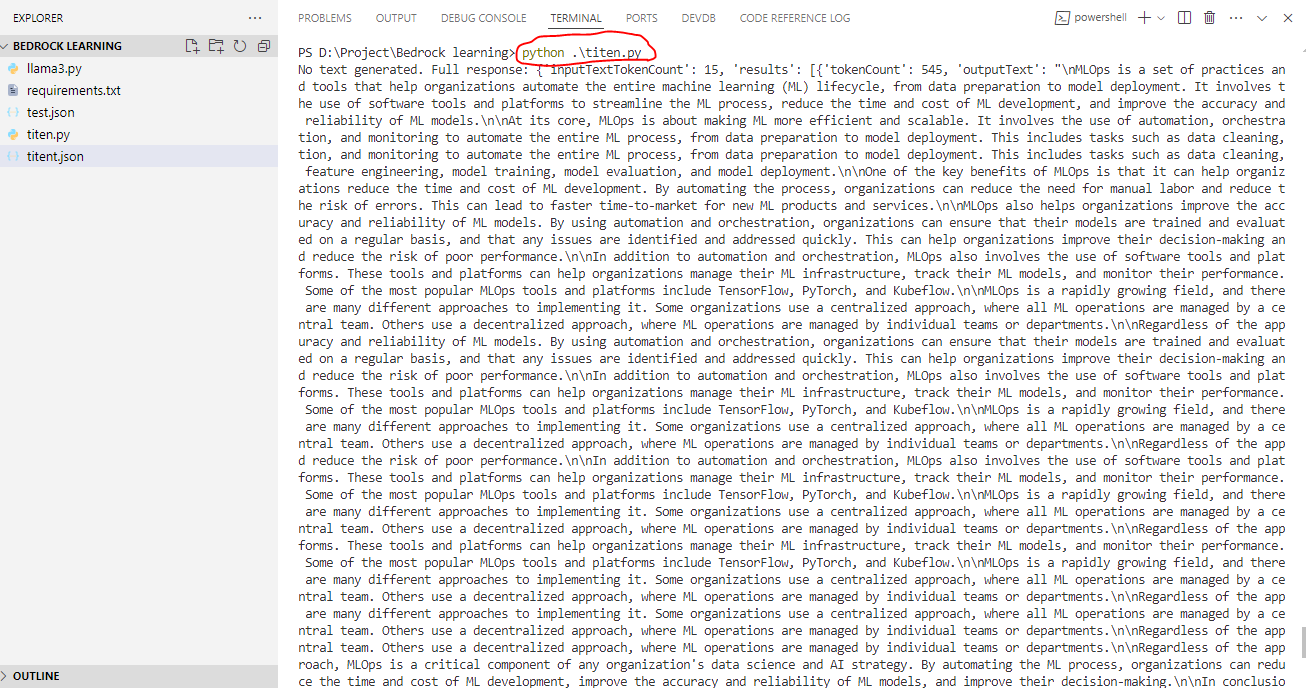 EXPLORER
BEDROCK LEARNING
llama3.py
requirements.txt
test.json
titen.py
titent.json
OUTLINE
PROBLEMS OUTPUT DEBUG CONSOLE TERMINAL PORTS DEVDB CODE REFERENCE LOG
powershell
PS D:\Project\Bedrock learning> python .\titen.py
No text generated. Full response: {'inputTextTokenCount': 15, 'results': [{'tokenCount': 545, 'outputText': "\nMLOps is a set of practices an
d tools that help organizations automate the entire machine learning (ML) lifecycle, from data preparation to model deployment. It involves t
he use of software tools and platforms to streamline the ML process, reduce the time and cost of ML development, and improve the accuracy and
reliability of ML models.\n\nAt its core, MLOps is about making ML more efficient and scalable. It involves the use of automation, orchestra
tion, and monitoring to automate the entire ML process, from data preparation to model deployment. This includes tasks such as data cleaning,
tion, and monitoring to automate the entire ML process, from data preparation to model deployment. This includes tasks such as data cleaning,
feature engineering, model training, model evaluation, and model deployment.\n\nOne of the key benefits of MLOps is that it can help organiz
ations reduce the time and cost of ML development. By automating the process, organizations can reduce the need for manual labor and reduce t
he risk of errors. This can lead to faster time-to-market for new ML products and services.\n\nMLOps also helps organizations improve the acc
uracy and reliability of ML models. By using automation and orchestration, organizations can ensure that their models are trained and evaluat
ed on a regular basis, and that any issues are identified and addressed quickly. This can help organizations improve their decision-making an
d reduce the risk of poor performance.\n\nIn addition to automation and orchestration, MLOps also involves the use of software tools and plat
forms. These tools and platforms can help organizations manage their ML infrastructure, track their ML models, and monitor their performance.
Some of the most popular MLOps tools and platforms include TensorFlow, PyTorch, and Kubeflow.\n\nMLOps is a rapidly growing field, and there
are many different approaches to implementing it. Some organizations use a centralized approach, where all ML operations are managed by a ce
ntral team. Others use a decentralized approach, where ML operations are managed by individual teams or departments.\n\nRegardless of the app
uracy and reliability of ML models. By using automation and orchestration, organizations can ensure that their models are trained and evaluat
ed on a regular basis, and that any issues are identified and addressed quickly. This can help organizations improve their decision-making an
d reduce the risk of poor performance.\n\nIn addition to automation and orchestration, MLOps also involves the use of software tools and plat
forms. These tools and platforms can help organizations manage their ML infrastructure, track their ML models, and monitor their performance.
Some of the most popular MLOps tools and platforms include TensorFlow, PyTorch, and Kubeflow.\n\nMLOps is a rapidly growing field, and there
are many different approaches to implementing it. Some organizations use a centralized approach, where all ML operations are managed by a ce
ntral team. Others use a decentralized approach, where ML operations are managed by individual teams or departments.\n\nRegardless of the app
d reduce the risk of poor performance.\n\nIn addition to automation and orchestration, MLOps also involves the use of software tools and plat
forms. These tools and platforms can help organizations manage their ML infrastructure, track their ML models, and monitor their performance.
Some of the most popular MLOps tools and platforms include TensorFlow, PyTorch, and Kubeflow.\n\nMLOps is a rapidly growing field, and there
are many different approaches to implementing it. Some organizations use a centralized approach, where all ML operations are managed by a ce
ntral team. Others use a decentralized approach, where ML operations are managed by individual teams or departments.\n\nRegardless of the app
forms. These tools and platforms can help organizations manage their ML infrastructure, track their ML models, and monitor their performance.
Some of the most popular MLOps tools and platforms include TensorFlow, PyTorch, and Kubeflow.\n\nMLOps is a rapidly growing field, and there
are many different approaches to implementing it. Some organizations use a centralized approach, where all ML operations are managed by a ce
ntral team. Others use a decentralized approach, where ML operations are managed by individual teams or departments.\n\nRegardless of the app
are many different approaches to implementing it. Some organizations use a centralized approach, where all ML operations are managed by a ce
ntral team. Others use a decentralized approach, where ML operations are managed by individual teams or departments.\n\nRegardless of the app
ntral team. Others use a decentralized approach, where ML operations are managed by individual teams or departments.\n\nRegardless of the app
roach, MLOps is a critical component of any organization's data science and AI strategy. By automating the ML process, organizations can redu
ce the time and cost of ML development, improve the accuracy and reliability of ML models, and improve their decision-making.\n\nIn conclusio